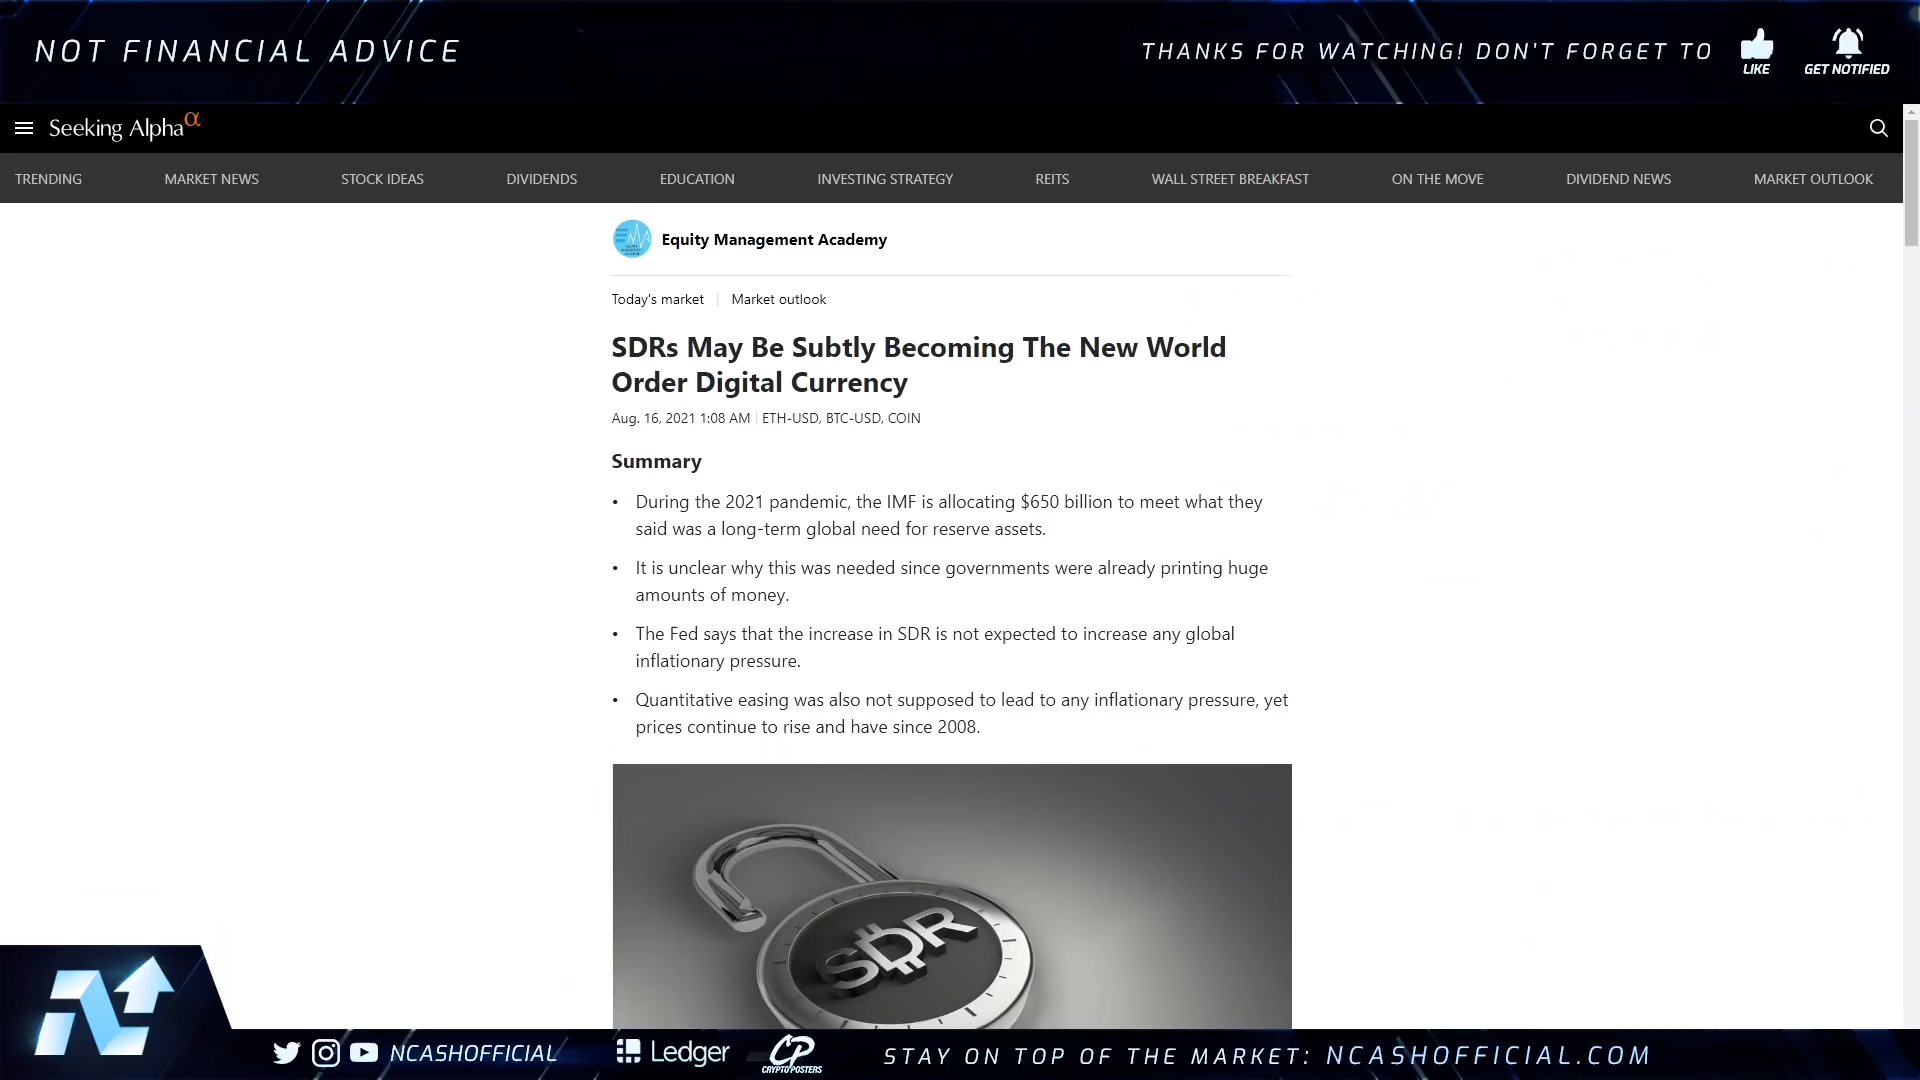 NOT FINANCIAL ADVICE
THANKS FOR WATCHING! DON'T FORGET TO
LIKE
GET NOTIFIED
Seeking Alphaα
TRENDING MARKET NEWS STOCK IDEAS DIVIDENDS EDUCATION INVESTING STRATEGY REITS WALL STREET BREAKFAST ON THE MOVE DIVIDEND NEWS MARKET OUTLOOK
Equity Management Academy
Today's market | Market outlook
SDRs May Be Subtly Becoming The New World
Order Digital Currency
Aug. 16, 2021 1:08 AM | ETH-USD, BTC-USD, COIN
Summary
• During the 2021 pandemic, the IMF is allocating $650 billion to meet what they
said was a long-term global need for reserve assets.
• It is unclear why this was needed since governments were already printing huge
amounts of money.
• The Fed says that the increase in SDR is not expected to increase any global
inflationary pressure.
• Quantitative easing was also not supposed to lead to any inflationary pressure, yet
prices continue to rise and have since 2008.
SDR
NCASHOFFICIAL
Ledger
CP
CRYPTOPOSTERS
STAY ON TOP OF THE MARKET: NCASHOFFICIAL.COM